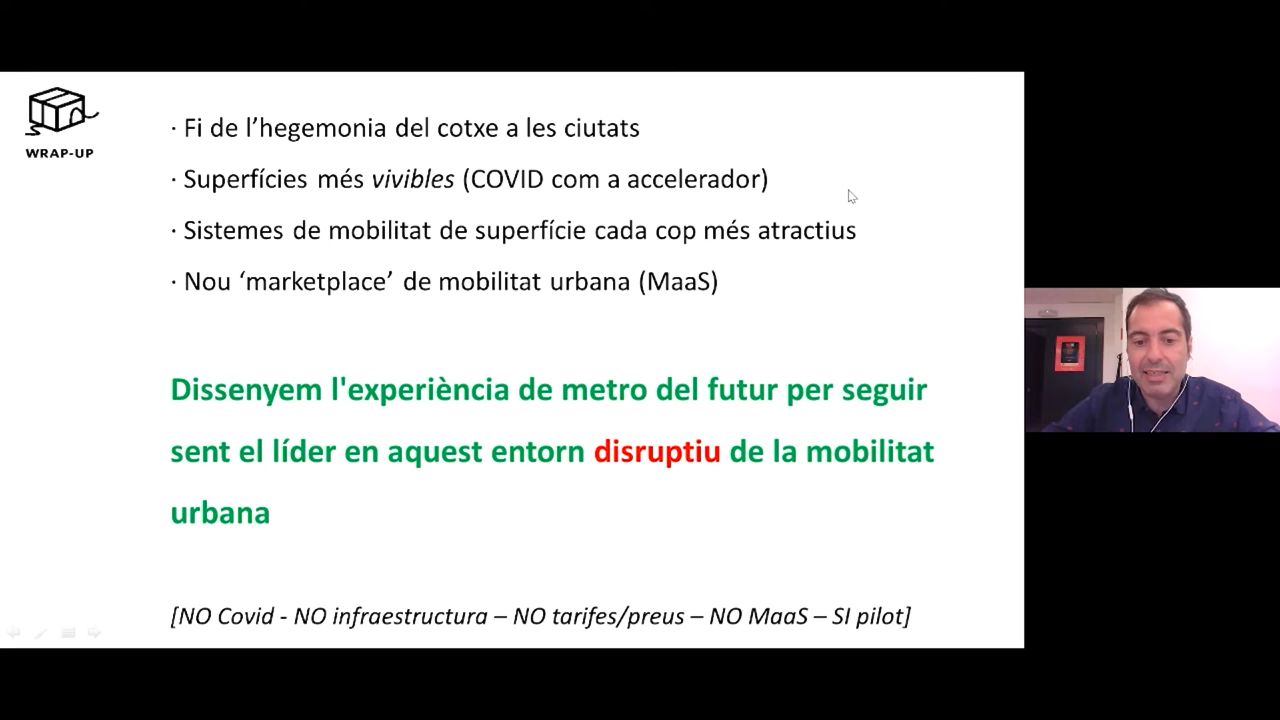 WRAP-UP
· Fi de l’hegemonia del cotxe a les ciutats
· Superfícies més vivibles (COVID com a accelerador)
· Sistemes de mobilitat de superfície cada cop més atractius
· Nou ‘marketplace’ de mobilitat urbana (MaaS)
Dissenyem l'experiència de metro del futur per seguir
sent el líder en aquest entorn disruptiu de la mobilitat
urbana
[NO Covid - NO infraestructura – NO tarifes/preus – NO MaaS – SI pilot]